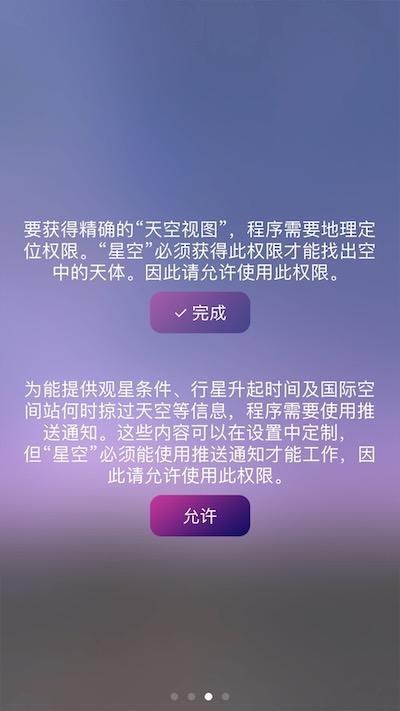 要获得精确的“天空视图”，程序需要地理定
位权限。“星空”必须获得此权限才能找出空
中的天体。因此请允许使用此权限。
✓ 完成
为能提供观星条件、行星升起时间及国际空
间站何时掠过天空等信息，程序需要使用推
送通知。这些内容可以在设置中定制，
但“星空”必须能使用推送通知才能工作，因
此请允许使用此权限。
允许